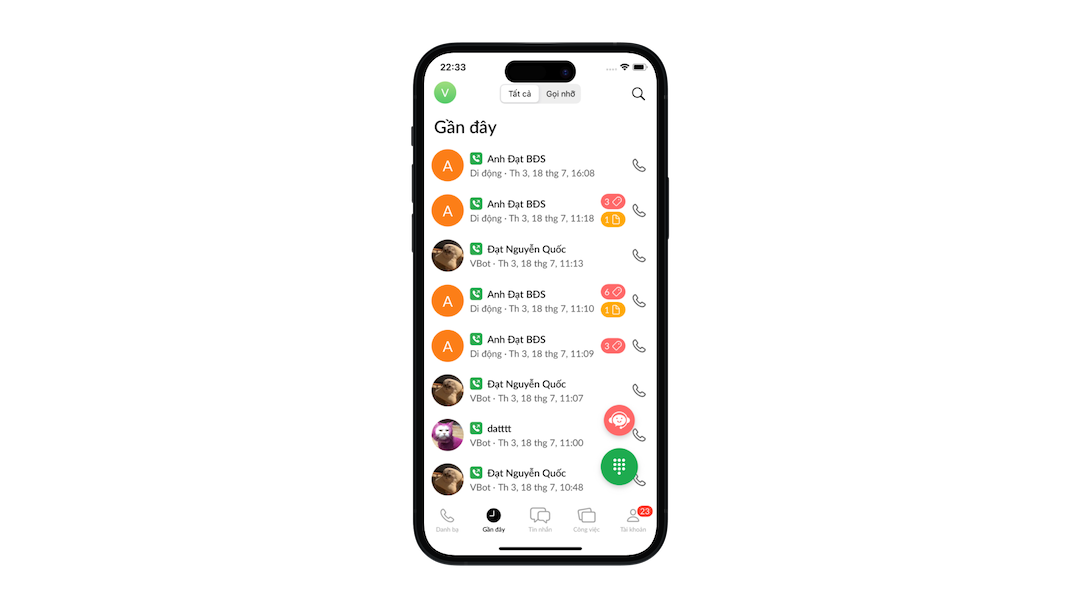 22:33
V
Tất cả
Gọi nhỡ
Gần đây
A
Anh Đạt BĐS
Di động · Th 3, 18 thg 7, 16:08
A
Anh Đạt BĐS
Di động · Th 3, 18 thg 7, 11:18
3
1
Đạt Nguyễn Quốc
VBot · Th 3, 18 thg 7, 11:13
A
Anh Đạt BĐS
Di động · Th 3, 18 thg 7, 11:10
6
1
A
Anh Đạt BĐS
Di động · Th 3, 18 thg 7, 11:09
3
Đạt Nguyễn Quốc
VBot · Th 3, 18 thg 7, 11:07
datttt
VBot · Th 3, 18 thg 7, 11:00
Đạt Nguyễn Quốc
VBot · Th 3, 18 thg 7, 10:48
Danh bạ
Gần đây
Tin nhắn
Công việc
Tài khoản
23